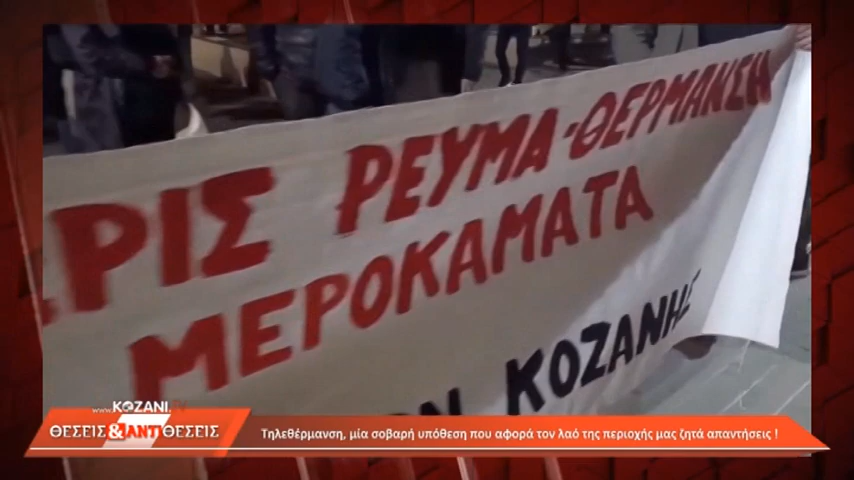 ΡΙΣ ΡΕΥΜΑ-ΘΕΡΜΑΝΣΗ
ΜΕΡΟΚΑΜΑΤΑ
ΚΟΖΑΝΗΣ
www.KOZANI.TV
ΘΕΣΕΙΣ & ΑΝΤΙΘΕΣΕΙΣ
Τηλεθέρμανση, μία σοβαρή υπόθεση που αφορά τον λαό της περιοχής μας ζητά απαντήσεις !